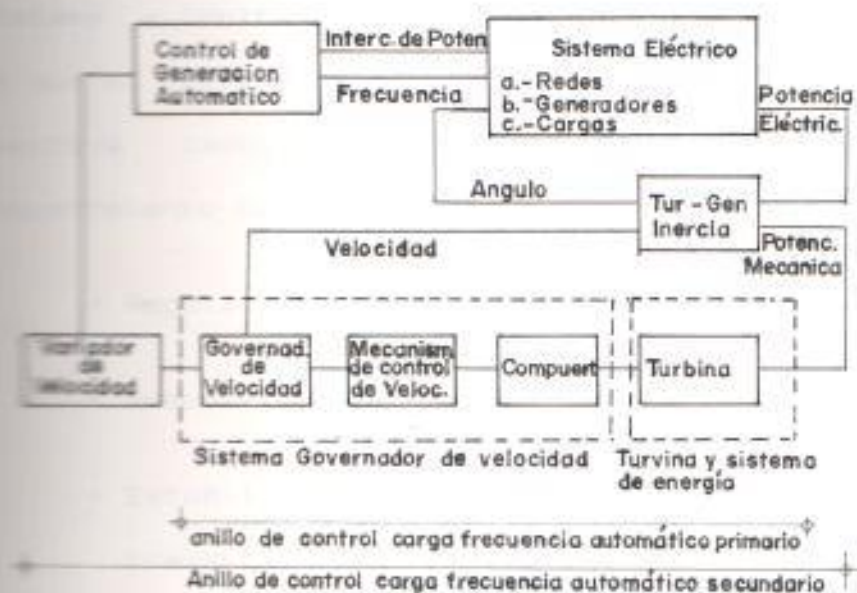 Control de
Generacion
Automatico
Interc. de Poten
Frecuencia
Sistema Eléctrico
a.-Redes
b.-Generadores
c.-Cargas
Potencia
Eléctric.
Angulo
Tur-Gen
Inercia
Velocidad
Potenc.
Mecanica
Variador
de
Velocidad
Governad.
de
Velocidad
Mecanism.
de control
de Veloc.
Compuert
Turbina
Sistema Governador de velocidad
Turvina y sistema
de energía
anillo de control carga frecuencia automático primario
Anillo de control carga frecuencia automático secundario